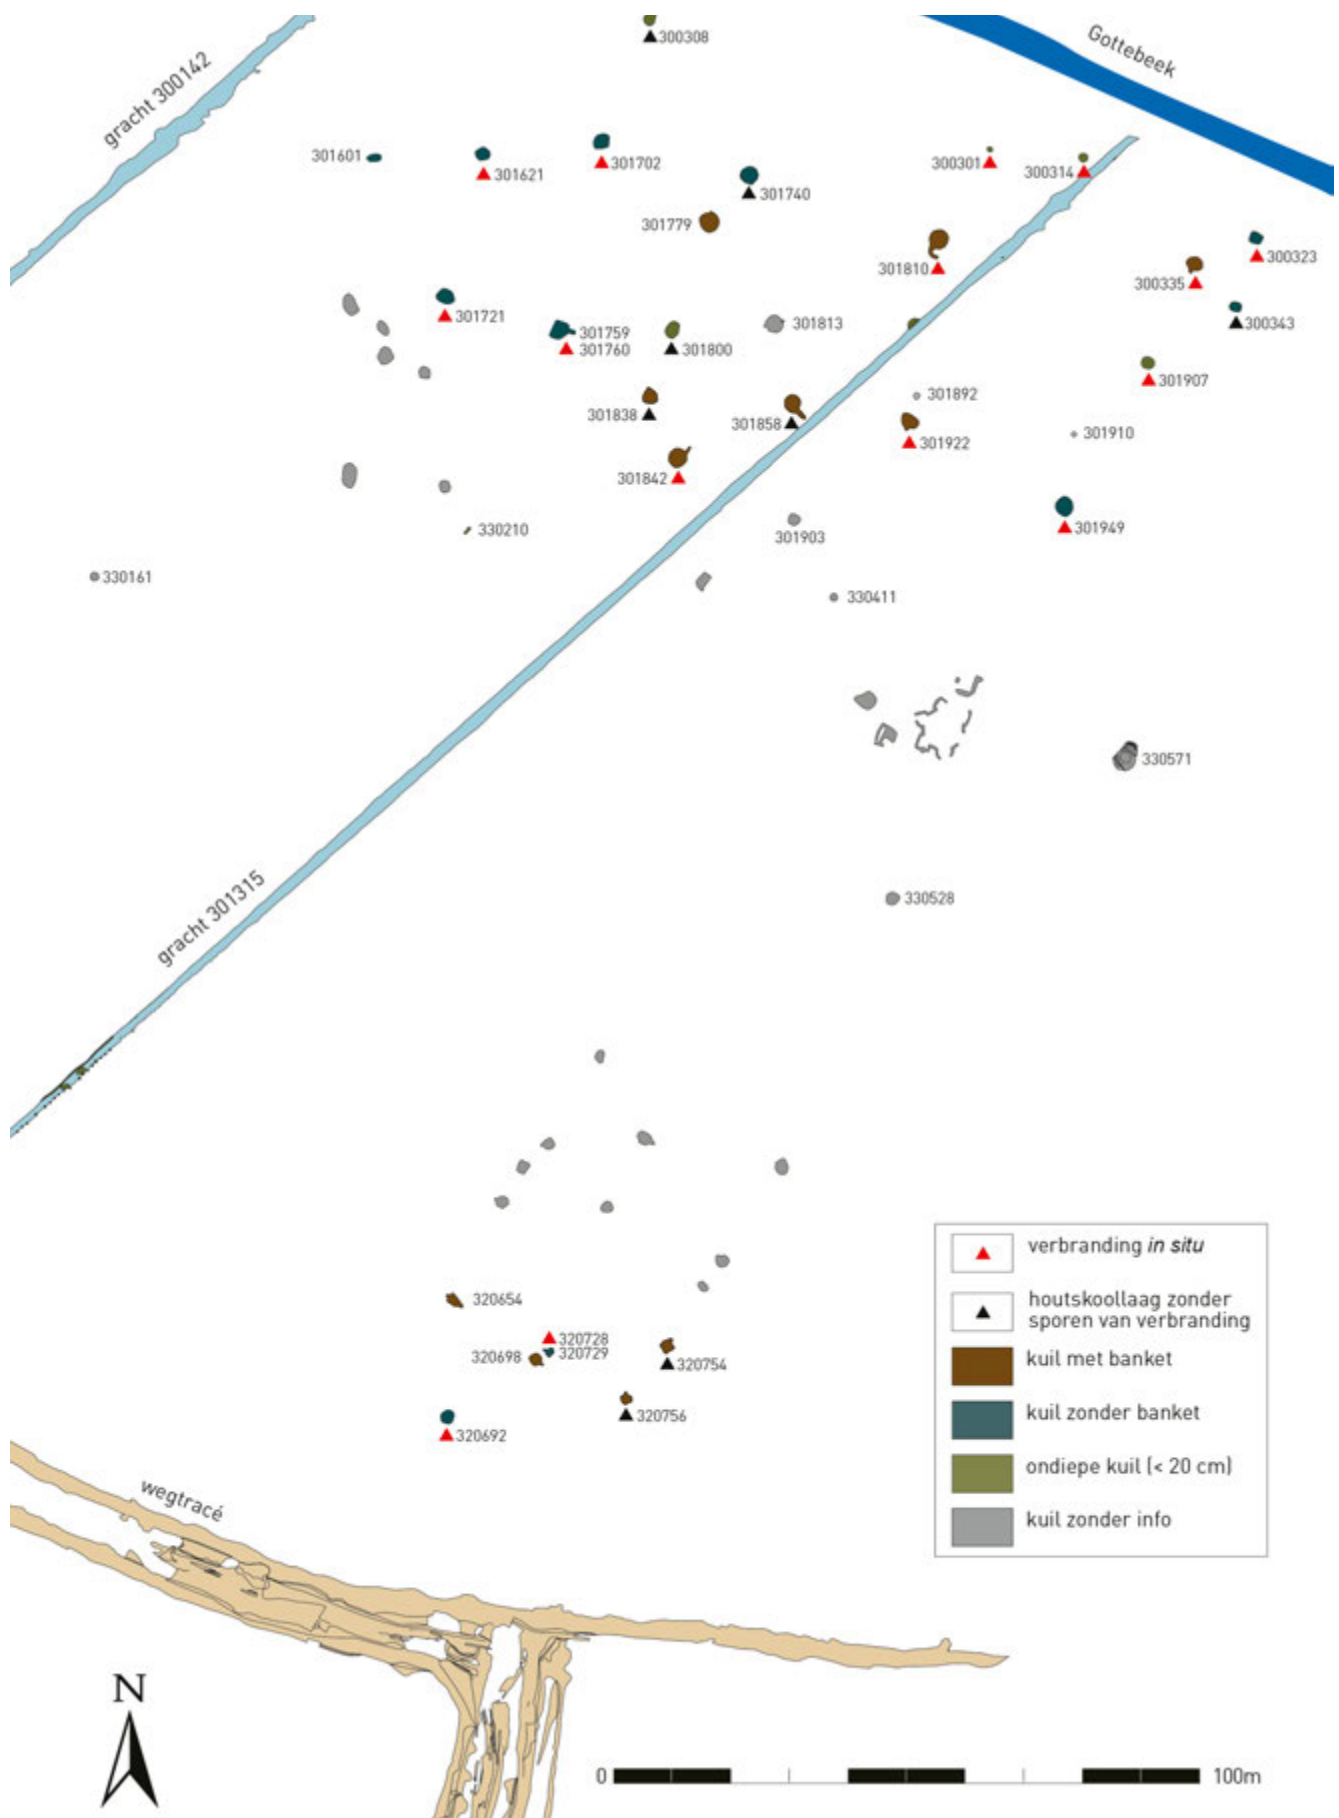 300308
Gottebeek
gracht 300142
301601
301621
301702
301740
300301
300314
301779
301810
300323
300335
300343
301721
301759
301760
301800
301813
301907
301838
301858
301892
301922
301910
301842
330210
301903
301949
330161
330411
330571
gracht 301315
330528
verbranding in situ
houtskoollaag zonder
sporen van verbranding
kuil met banket
kuil zonder banket
ondiepe kuil (< 20 cm)
kuil zonder info
320654
320728
320729
320698
320754
320756
320692
wegtracé
N
0 100m